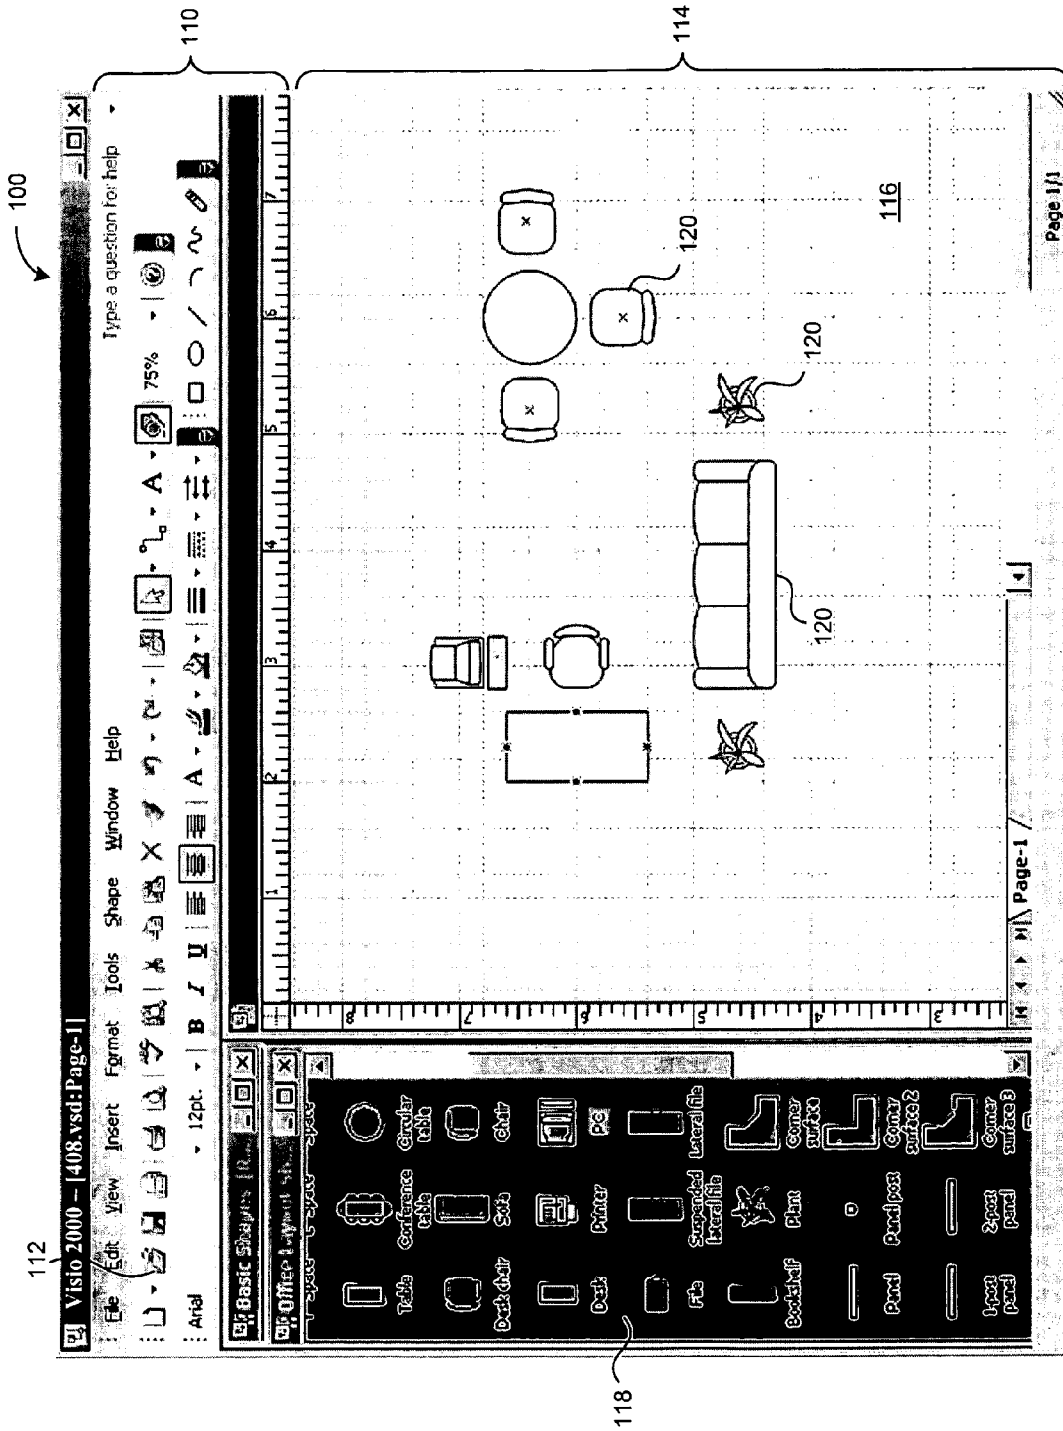 100
110
112
114
Visio 2000 – [408.vsd:Page-1]
File Edit View Insert Format Tools Shape Window Help
Type a question for help
75%
Arial
12pt.
B I U
A
A
Basic Shapes
Office Layout Sh...
1 2 3 4 5 6 7
8
7
6
5
4
3
space space space
Table
Conference table
Circular table
Desk chair
Sofa
Chair
Desk
Printer
PC
File
Suspended lateral file
Lateral file
Bookshelf
Plant
Corner surface
Panel
Panel post
Corner surface 2
1-post panel
2-post panel
Corner surface 3
116
120
120
120
118
Page-1
Page 1/1